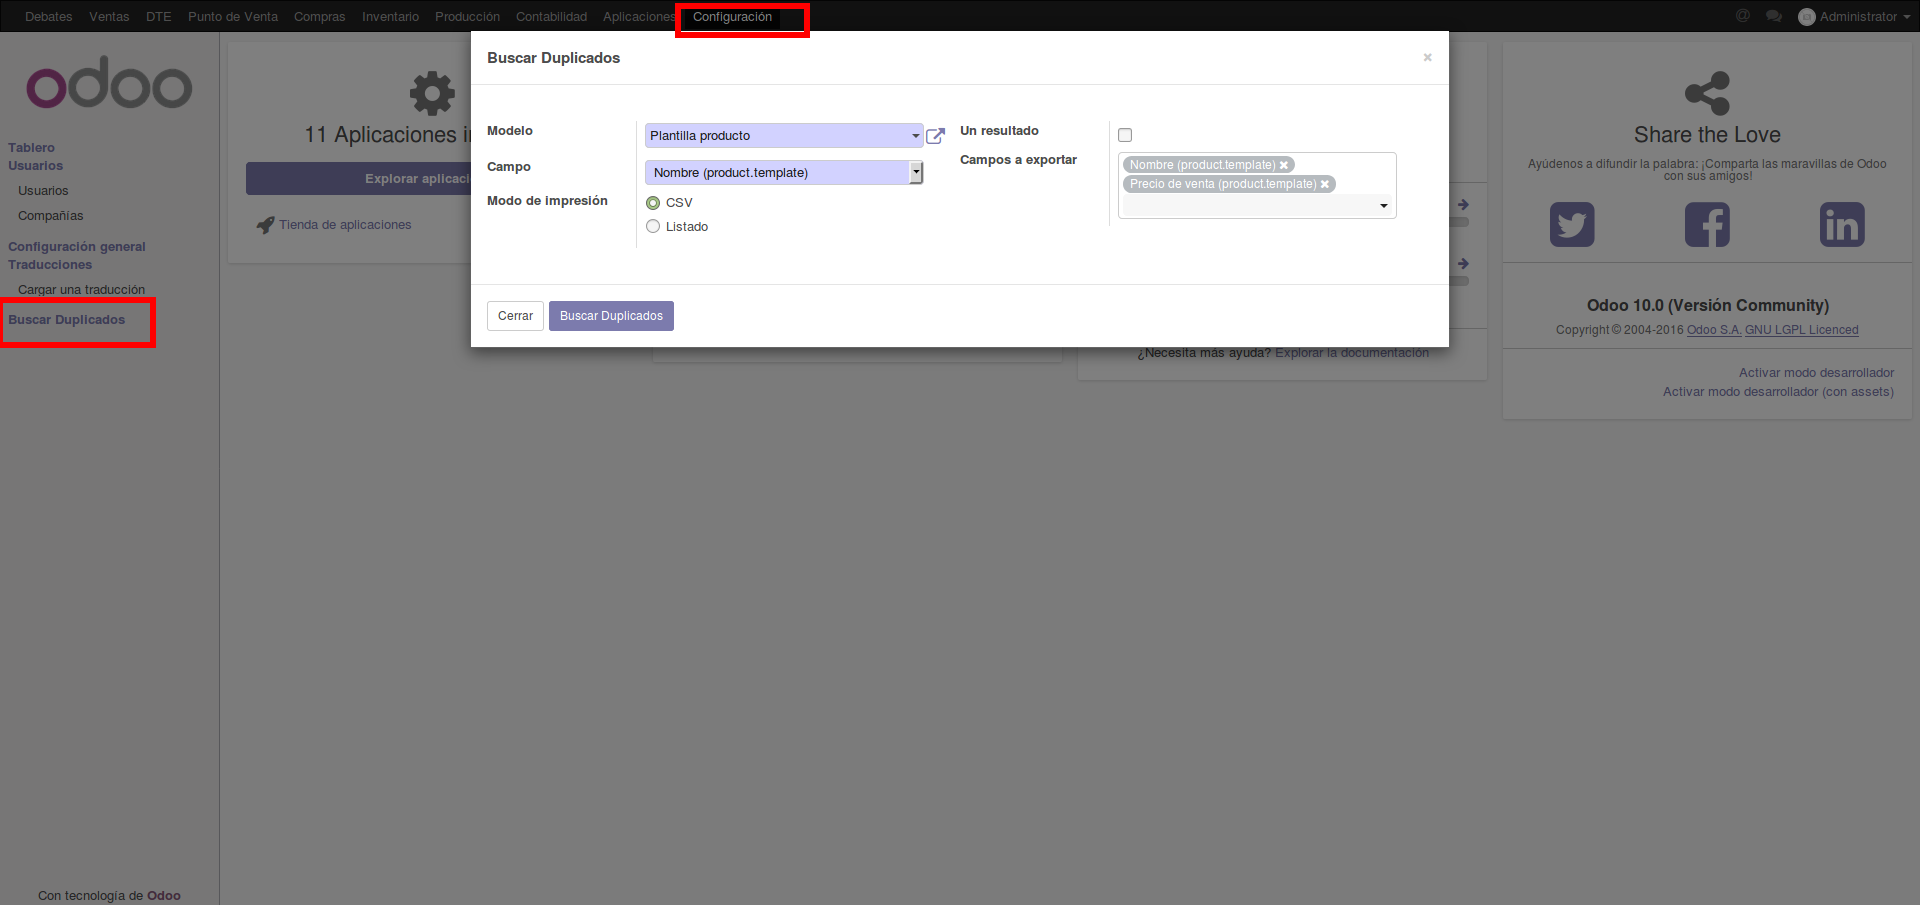 Debates Ventas DTE Punto de Venta Compras Inventario Producción Contabilidad Aplicaciones Configuración @ Administrator
odoo
Tablero
Usuarios
Usuarios
Compañías
Configuración general
Traducciones
Cargar una traducción
Buscar Duplicados
Con tecnología de Odoo
11 Aplicaciones
Explorar
Tienda de aplicaciones
Buscar Duplicados ×
Modelo Plantilla producto
Campo Nombre (product.template)
Modo de impresión CSV
Listado
Un resultado
Campos a exportar Nombre (product.template) ×
Precio de venta (product.template) ×
Cerrar Buscar Duplicados
¿Necesita más ayuda? Explorar la documentación
Share the Love
Ayúdenos a difundir la palabra: ¡Comparta las maravillas de Odoo
con sus amigos!
Odoo 10.0 (Versión Community)
Copyright © 2004-2016 Odoo S.A. GNU LGPL Licenced
Activar modo desarrollador
Activar modo desarrollador (con assets)